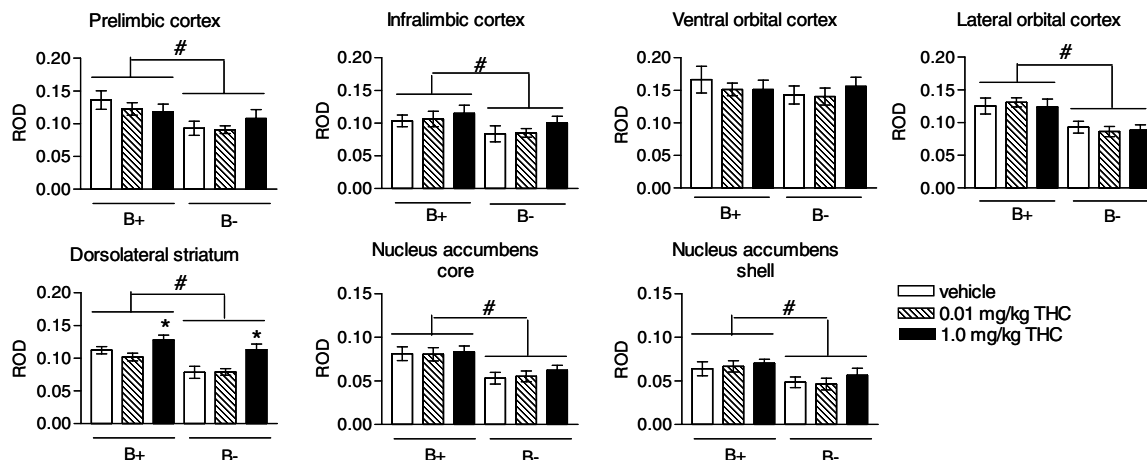 Prelimbic cortex
Infralimbic cortex
Ventral orbital cortex
Lateral orbital cortex
ROD
0.20
0.15
0.10
0.05
0.00
#
B+
B-
ROD
0.20
0.15
0.10
0.05
0.00
#
B+
B-
ROD
0.20
0.15
0.10
0.05
0.00
B+
B-
ROD
0.20
0.15
0.10
0.05
0.00
#
B+
B-
Dorsolateral striatum
Nucleus accumbens
core
Nucleus accumbens
shell
ROD
0.20
0.15
0.10
0.05
0.00
#
*
*
B+
B-
ROD
0.15
0.10
0.05
0.00
#
B+
B-
ROD
0.15
0.10
0.05
0.00
#
B+
B-
vehicle
0.01 mg/kg THC
1.0 mg/kg THC